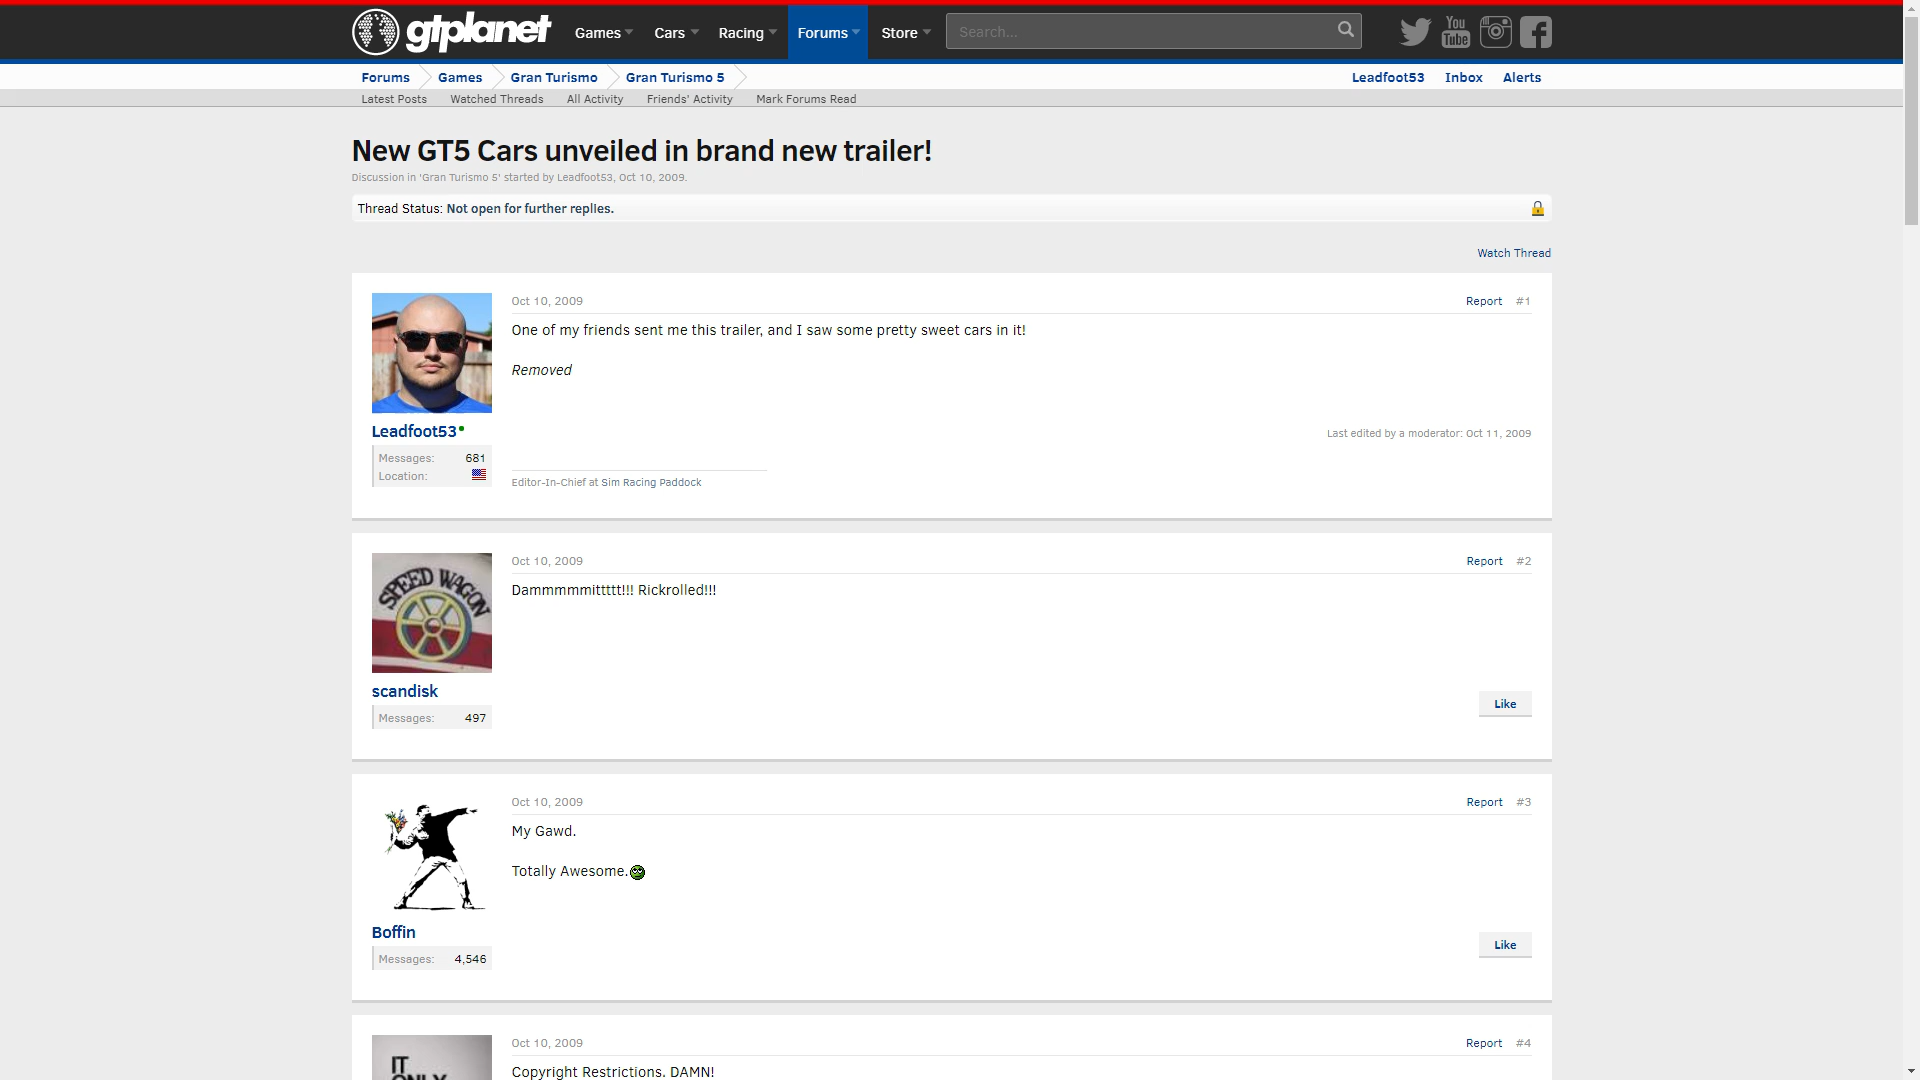 gtplanet
Games Cars Racing Forums Store Search...
You Tube
Forums Games Gran Turismo Gran Turismo 5 Leadfoot53 Inbox Alerts
Latest Posts Watched Threads All Activity Friends' Activity Mark Forums Read
New GT5 Cars unveiled in brand new trailer!
Discussion in 'Gran Turismo 5' started by Leadfoot53, Oct 10, 2009.
Thread Status: Not open for further replies.
Watch Thread
Oct 10, 2009 Report #1
One of my friends sent me this trailer, and I saw some pretty sweet cars in it!
Removed
Leadfoot53
Last edited by a moderator: Oct 11, 2009
Messages: 681
Location:
Editor-In-Chief at Sim Racing Paddock
Oct 10, 2009 Report #2
SPEED WAGON
Dammmmmittttt!!! Rickrolled!!!
scandisk
Like
Messages: 497
Oct 10, 2009 Report #3
My Gawd.
Totally Awesome.
Boffin
Like
Messages: 4,546
Oct 10, 2009 Report #4
IT
ONLY
Copyright Restrictions. DAMN!